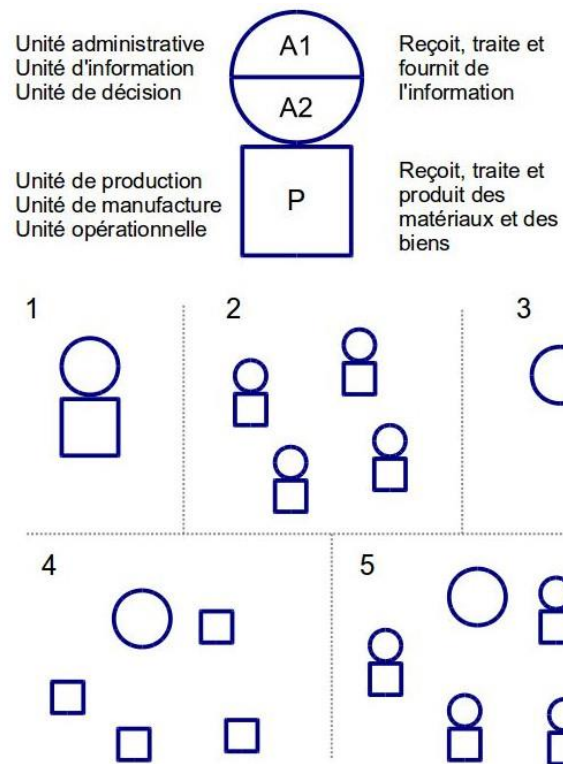 Unité administrative
Unité d'information
Unité de décision
A1
A2
Reçoit, traite et
fournit de
l'information
Unité de production
Unité de manufacture
Unité opérationnelle
P
Reçoit, traite et
produit des
matériaux et des
biens
1
2
3
4
5